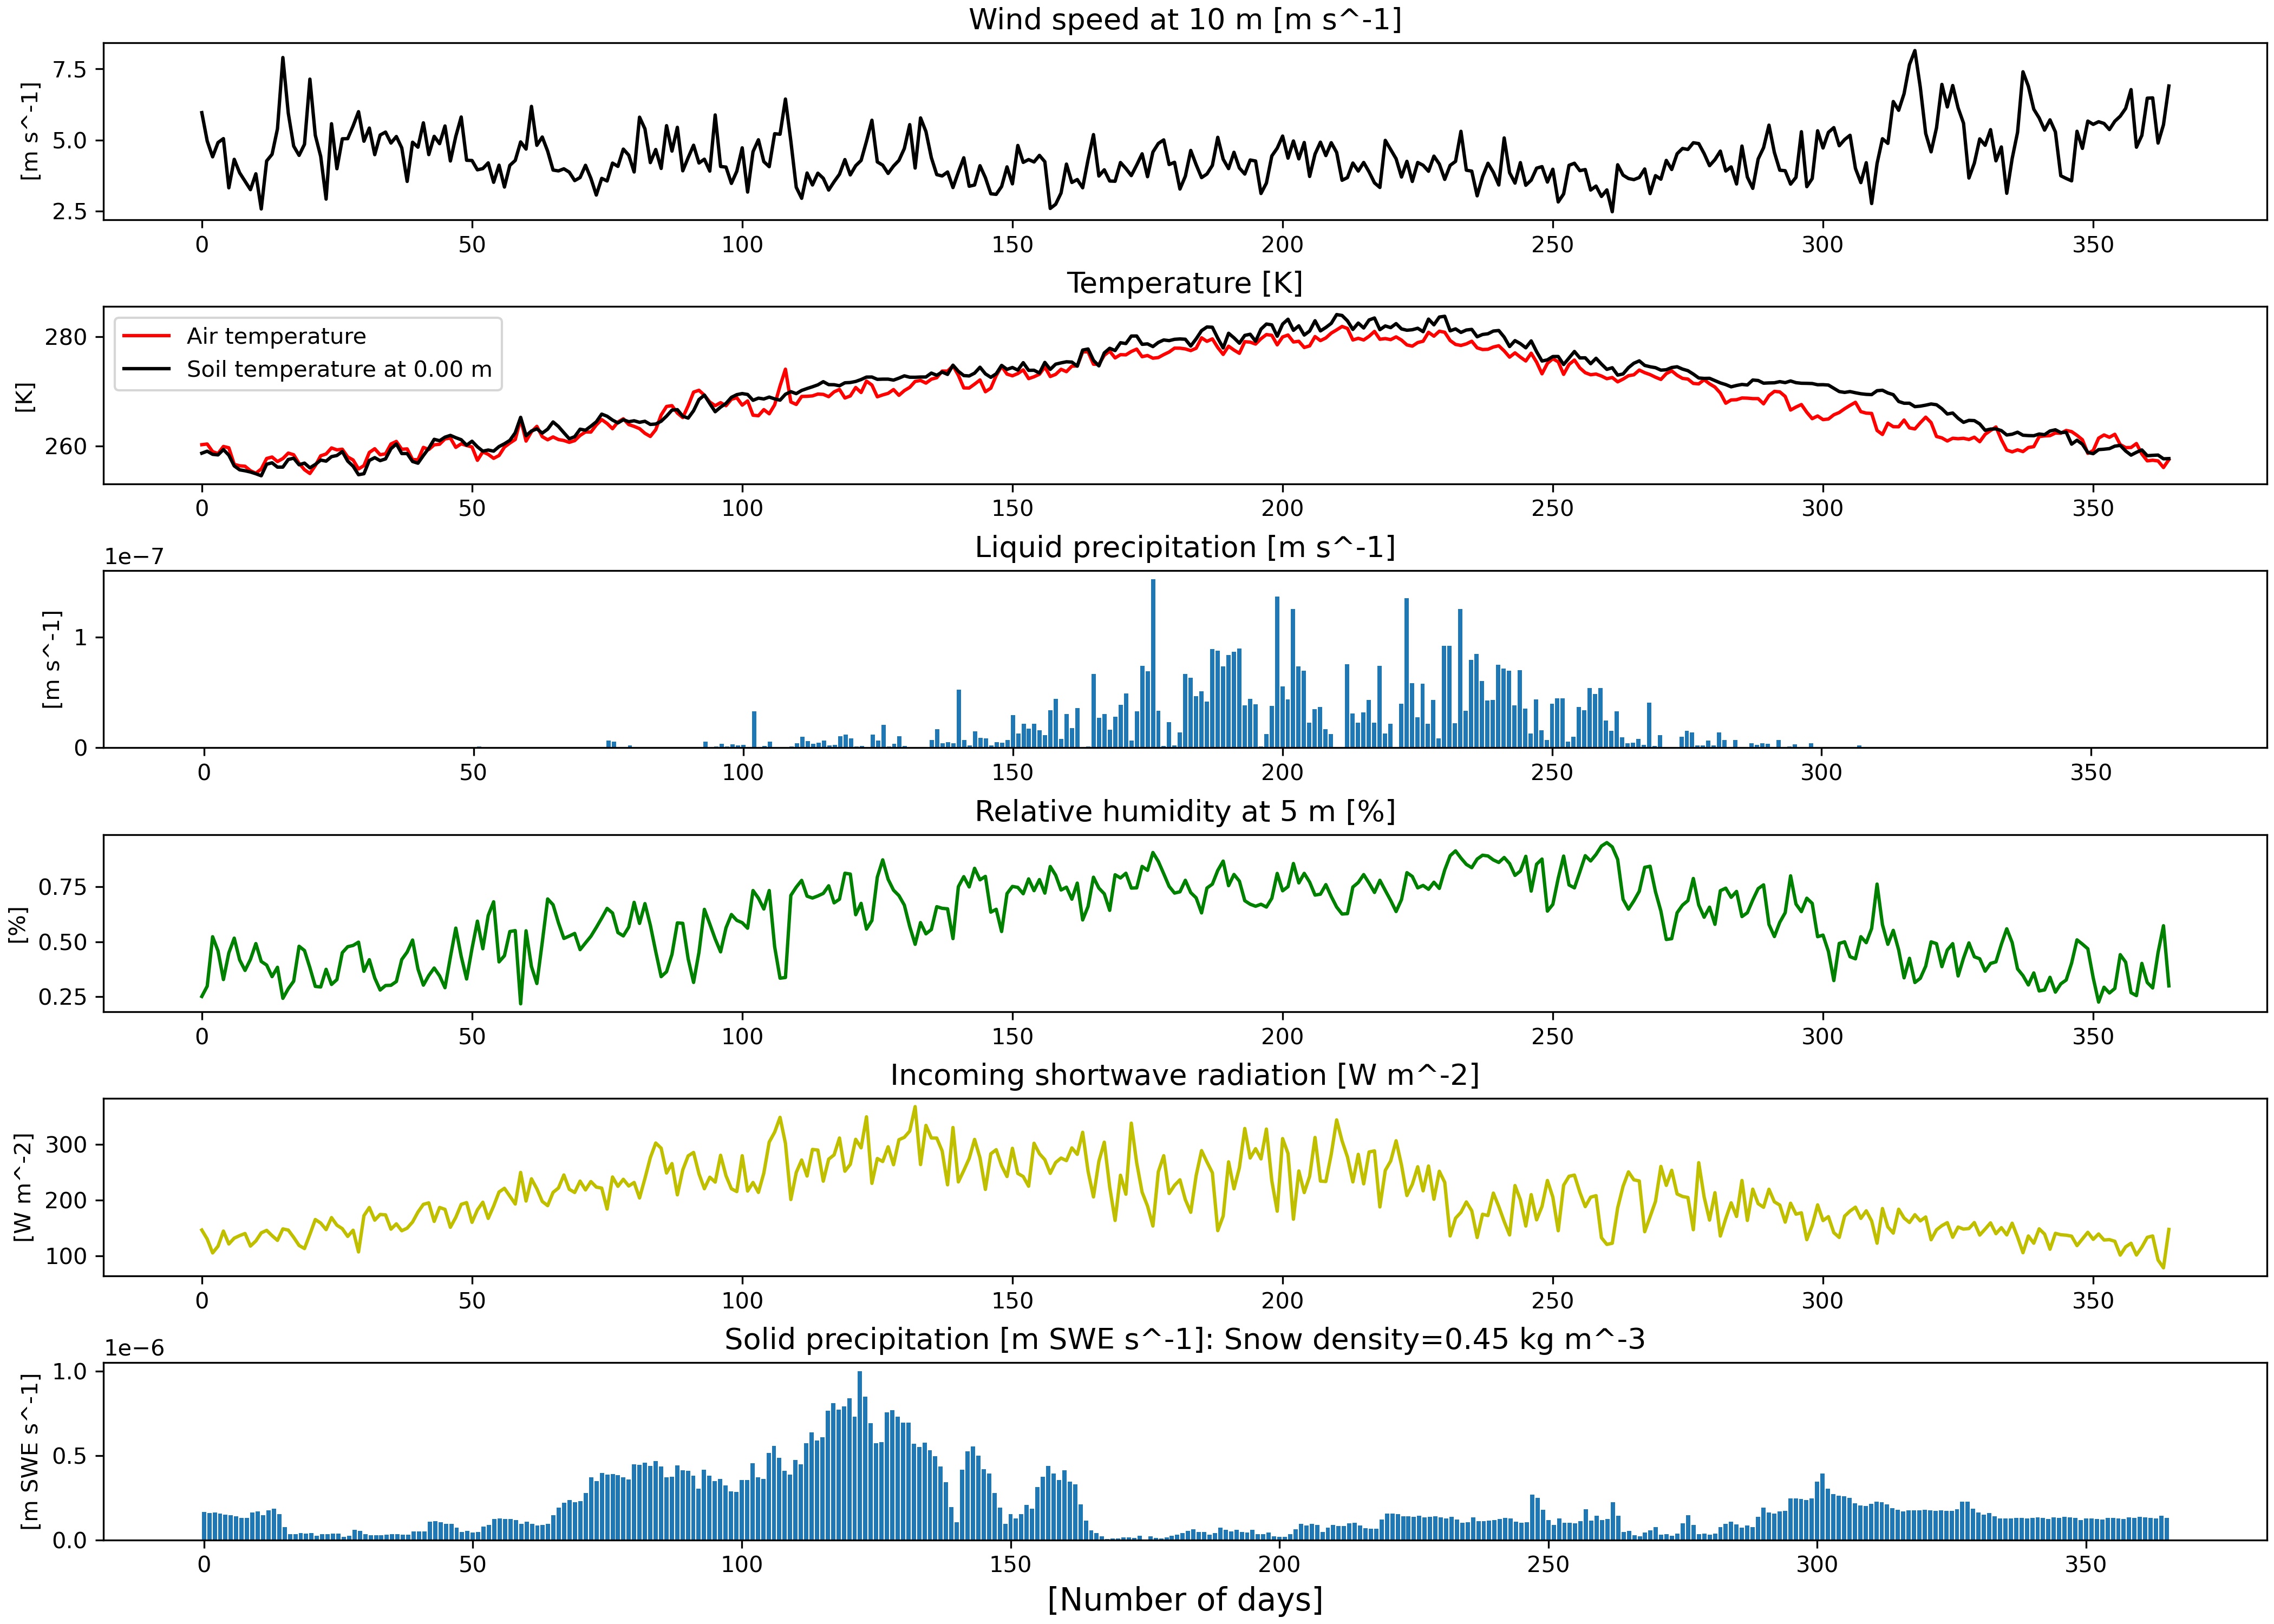 Wind speed at 10 m [m s^-1]
[m s^-1]
7.5
5.0
2.5
0 50 100 150 200 250 300 350
Temperature [K]
[K]
280
260
Air temperature
Soil temperature at 0.00 m
0 50 100 150 200 250 300 350
Liquid precipitation [m s^-1]
1e−7
[m s^-1]
1
0
0 50 100 150 200 250 300 350
Relative humidity at 5 m [%]
[%]
0.75
0.50
0.25
0 50 100 150 200 250 300 350
Incoming shortwave radiation [W m^-2]
[W m^-2]
300
200
100
0 50 100 150 200 250 300 350
Solid precipitation [m SWE s^-1]: Snow density=0.45 kg m^-3
1e−6
[m SWE s^-1]
1.0
0.5
0.0
0 50 100 150 200 250 300 350
[Number of days]